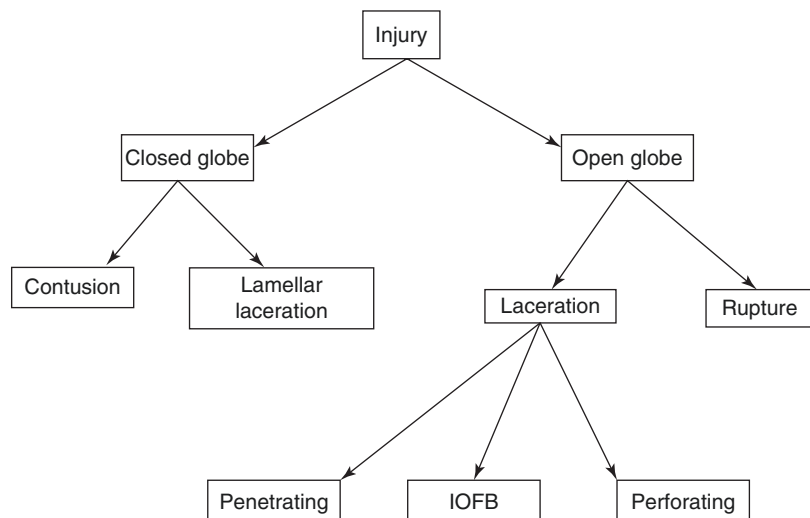 Injury
Closed globe
Open globe
Contusion
Lamellar
laceration
Laceration
Rupture
Penetrating
IOFB
Perforating